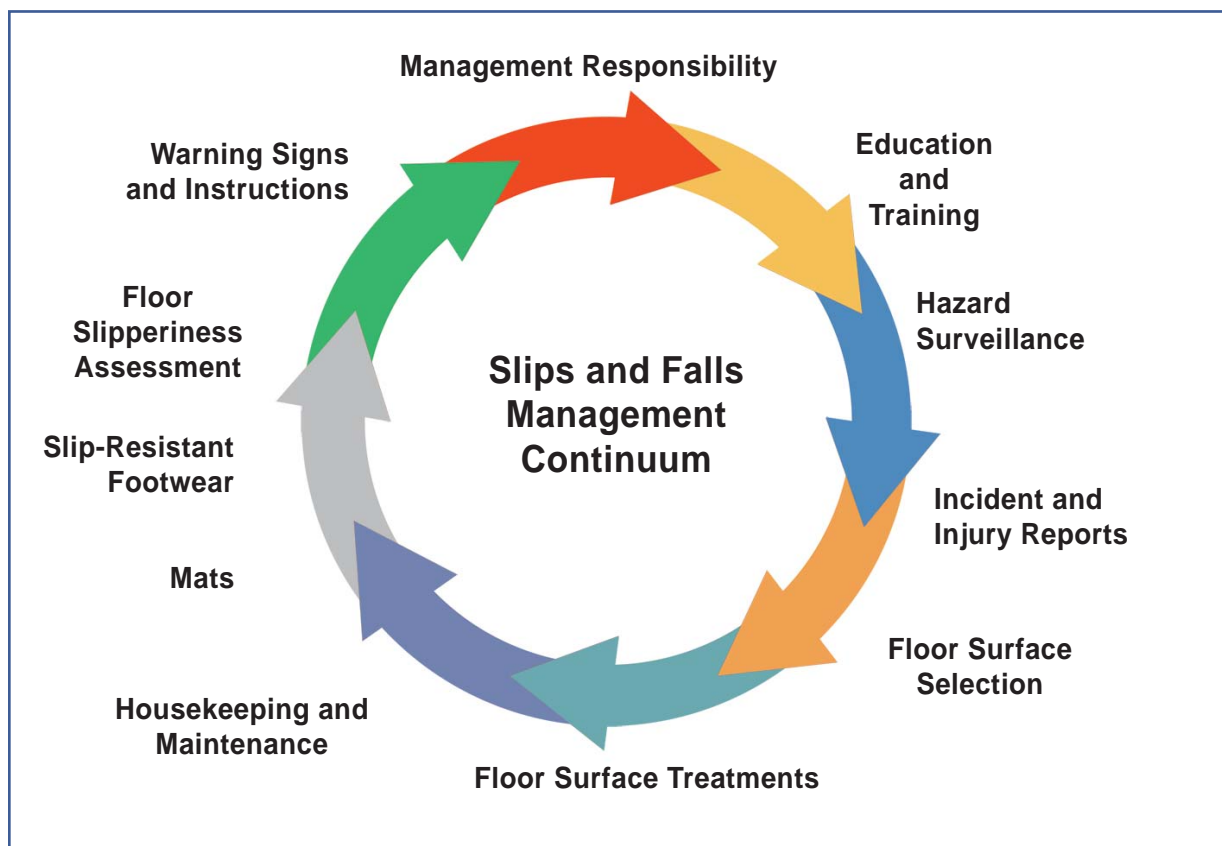 Management Responsibility
Education
and
Training
Hazard
Surveillance
Incident and
Injury Reports
Floor Surface
Selection
Floor Surface Treatments
Housekeeping and
Maintenance
Mats
Slip-Resistant
Footwear
Floor
Slipperiness
Assessment
Warning Signs
and Instructions
Slips and Falls
Management
Continuum